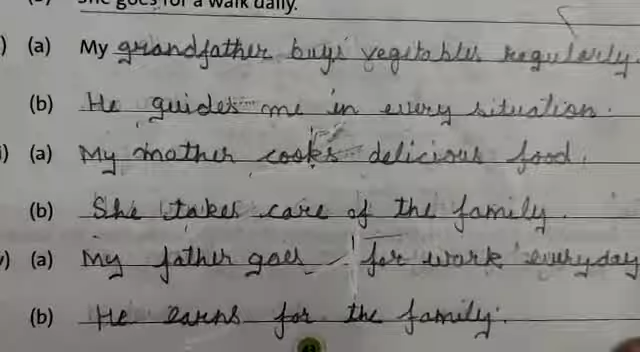 She goes for a walk daily.
) (a) My grandfather buys vegetables regularly.
(b) He guides me in every situation.
i) (a) My mother cooks delicious food.
(b) She takes care of the family.
v) (a) My father goes for work everyday
(b) He earns for the family.